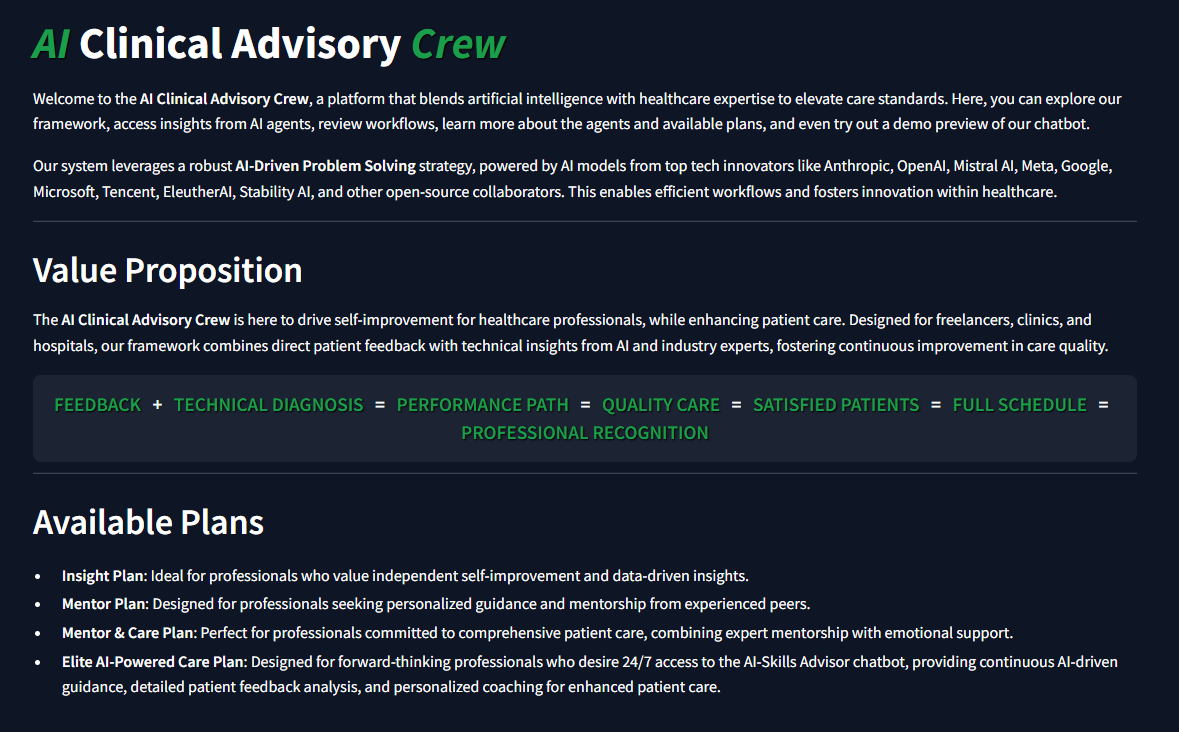 AI Clinical Advisory Crew
Welcome to the AI Clinical Advisory Crew, a platform that blends artificial intelligence with healthcare expertise to elevate care standards. Here, you can explore our
framework, access insights from AI agents, review workflows, learn more about the agents and available plans, and even try out a demo preview of our chatbot.
Our system leverages a robust AI-Driven Problem Solving strategy, powered by AI models from top tech innovators like Anthropic, OpenAI, Mistral AI, Meta, Google,
Microsoft, Tencent, EleutherAI, Stability AI, and other open-source collaborators. This enables efficient workflows and fosters innovation within healthcare.
Value Proposition
The AI Clinical Advisory Crew is here to drive self-improvement for healthcare professionals, while enhancing patient care. Designed for freelancers, clinics, and
hospitals, our framework combines direct patient feedback with technical insights from AI and industry experts, fostering continuous improvement in care quality.
FEEDBACK + TECHNICAL DIAGNOSIS = PERFORMANCE PATH = QUALITY CARE = SATISFIED PATIENTS = FULL SCHEDULE =
PROFESSIONAL RECOGNITION
Available Plans
• Insight Plan: Ideal for professionals who value independent self-improvement and data-driven insights.
• Mentor Plan: Designed for professionals seeking personalized guidance and mentorship from experienced peers.
• Mentor & Care Plan: Perfect for professionals committed to comprehensive patient care, combining expert mentorship with emotional support.
• Elite AI-Powered Care Plan: Designed for forward-thinking professionals who desire 24/7 access to the AI-Skills Advisor chatbot, providing continuous AI-driven
guidance, detailed patient feedback analysis, and personalized coaching for enhanced patient care.